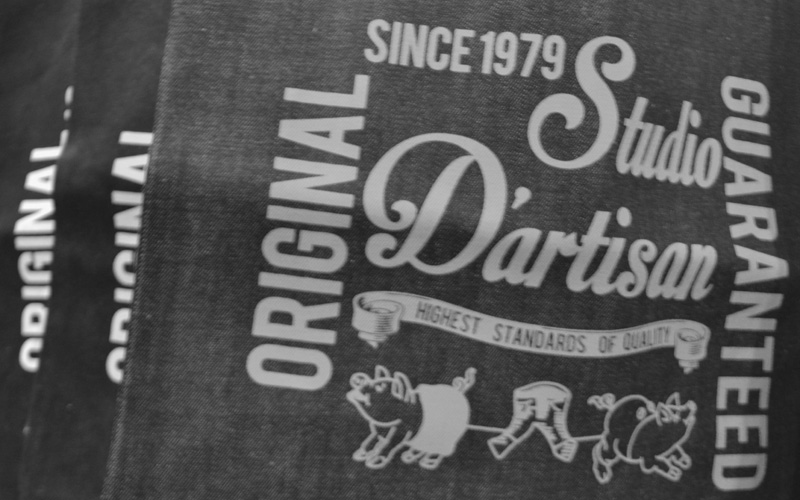 SINCE 1979
Studio
D'artisan
ORIGINAL
GUARANTEED
HIGHEST STANDARDS OF QUALITY
ORIGINAL
ORIGINAL